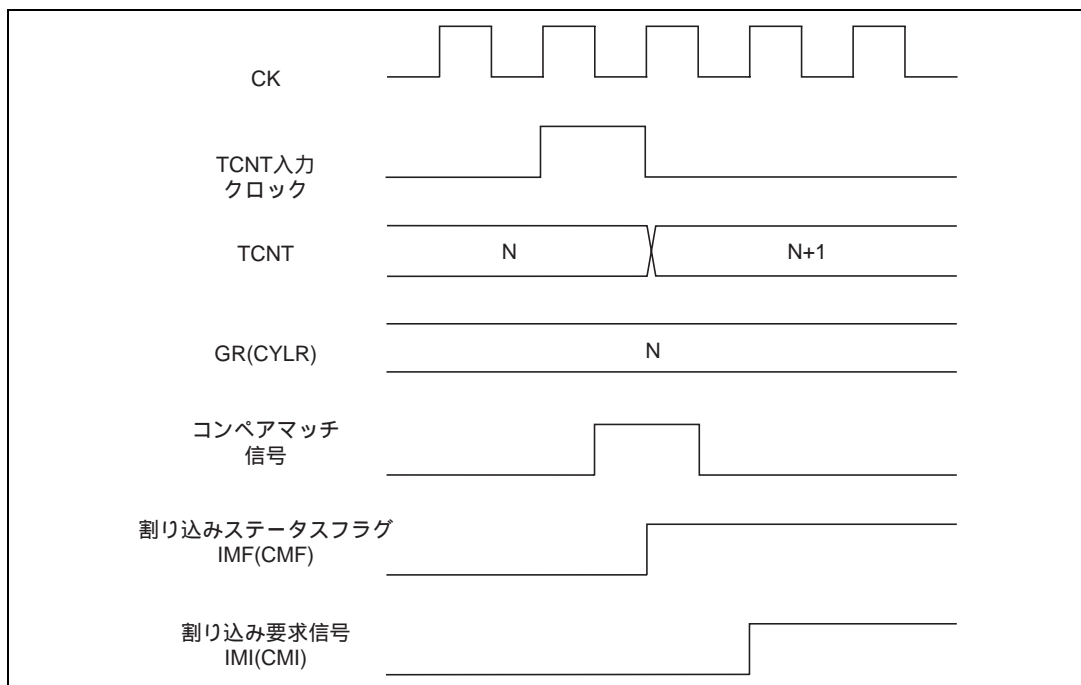 CK
TCNT入力
クロック
TCNT
N
N+1
GR(CYLR)
N
コンペアマッチ
信号
割り込みステータスフラグ
IMF(CMF)
割り込み要求信号
IMI(CMI)